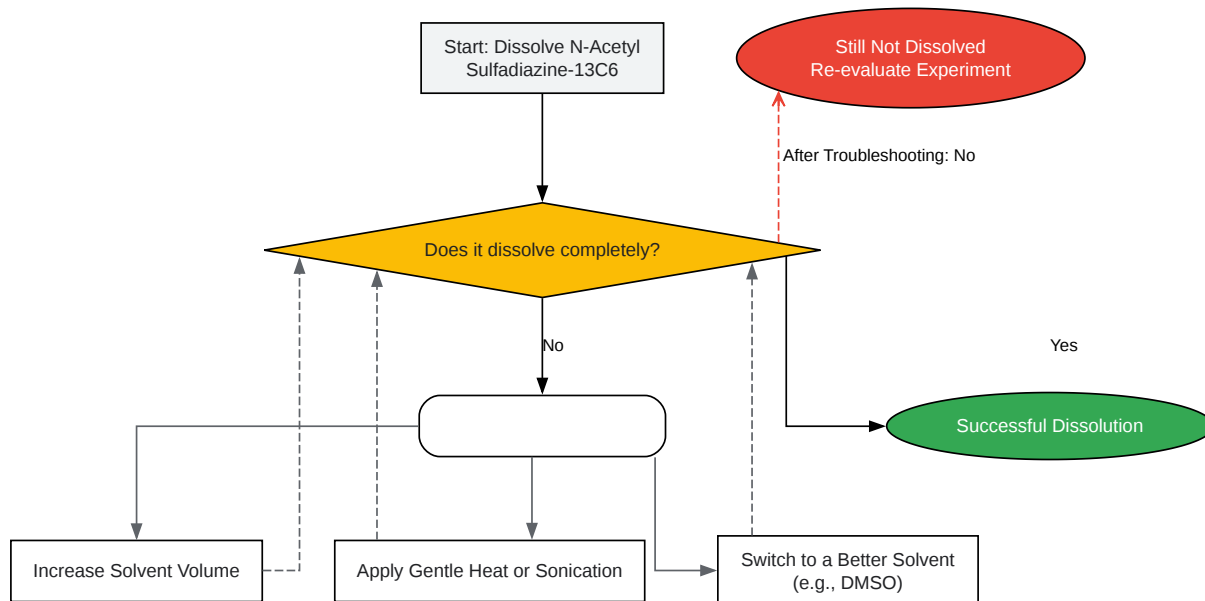 Start: Dissolve N-Acetyl
Sulfadiazine-13C6
Still Not Dissolved
Re-evaluate Experiment
After Troubleshooting: No
Does it dissolve completely?
No
Yes
Successful Dissolution
Increase Solvent Volume
Apply Gentle Heat or Sonication
Switch to a Better Solvent
(e.g., DMSO)